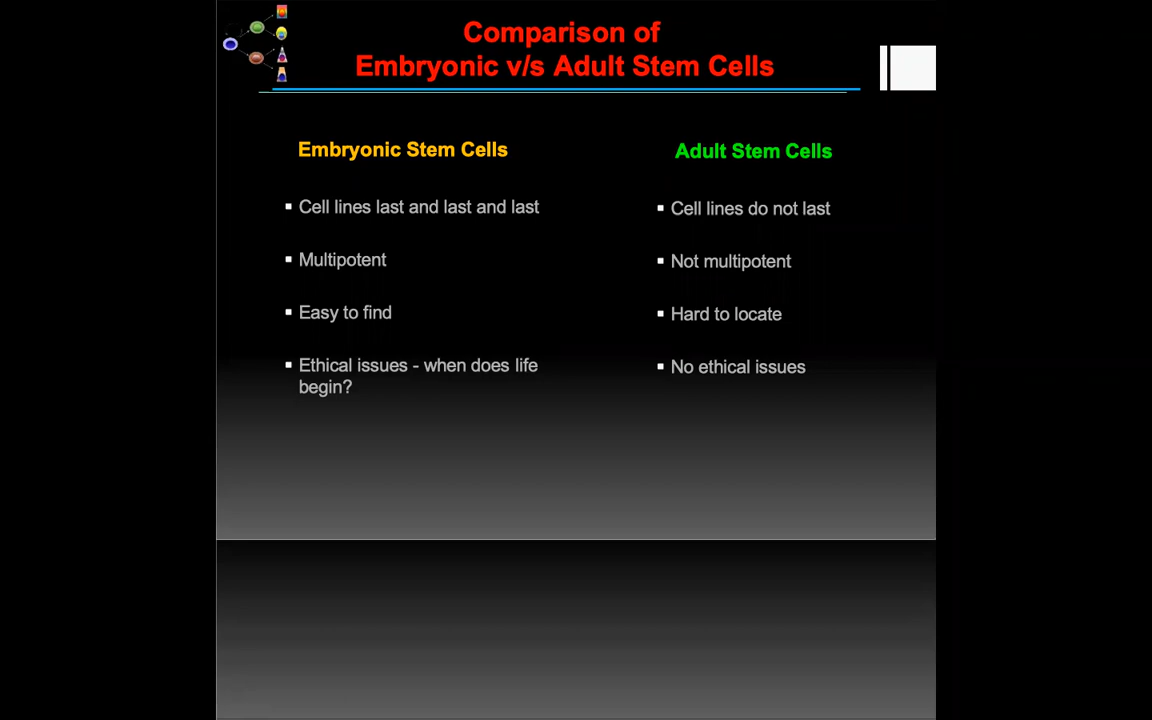 Comparison of
Embryonic v/s Adult Stem Cells
Embryonic Stem Cells
▪ Cell lines last and last and last
▪ Multipotent
▪ Easy to find
▪ Ethical issues - when does life
begin?
Adult Stem Cells
▪ Cell lines do not last
▪ Not multipotent
▪ Hard to locate
▪ No ethical issues